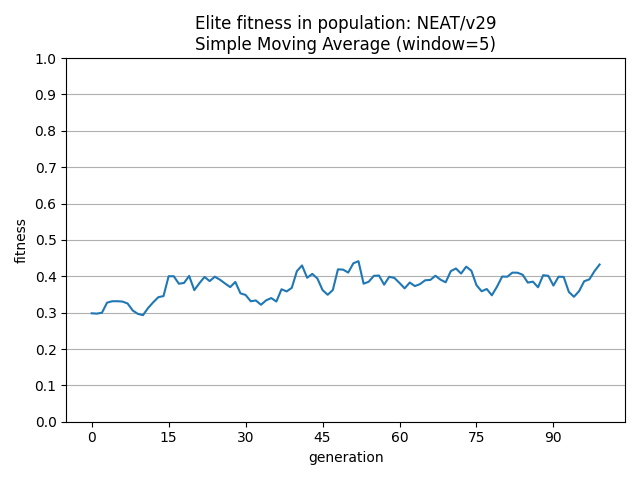 Elite fitness in population: NEAT/v29
Simple Moving Average (window=5)
1.0
0.9
0.8
0.7
0.6
0.5
0.4
0.3
0.2
0.1
0.0
fitness
0 15 30 45 60 75 90
generation